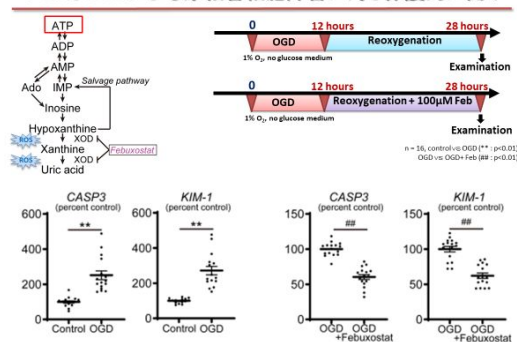 ATP
ADP
AMP
Salvage pathway
Ado
IMP
Inosine
Hypoxanthine
ROS
XOD
Xanthine
Febuxostat
ROS
XOD
Uric acid
0
12 hours
28 hours
OGD
Reoxygenation
1% O₂, no glucose medium
Examination
0
12 hours
28 hours
OGD
Reoxygenation + 100μM Feb
1% O₂, no glucose medium
Examination
n = 16, control vs OGD (** : p<0.01)
OGD vs OGD+ Feb (## : p<0.01)
CASP3
(percent control)
600
400
200
0
**
Control OGD
KIM-1
(percent control)
600
400
200
0
**
Control OGD
CASP3
(percent control)
150
100
50
0
##
OGD OGD
+Febuxostat
KIM-1
(percent control)
150
100
50
0
##
OGD OGD
+Febuxostat